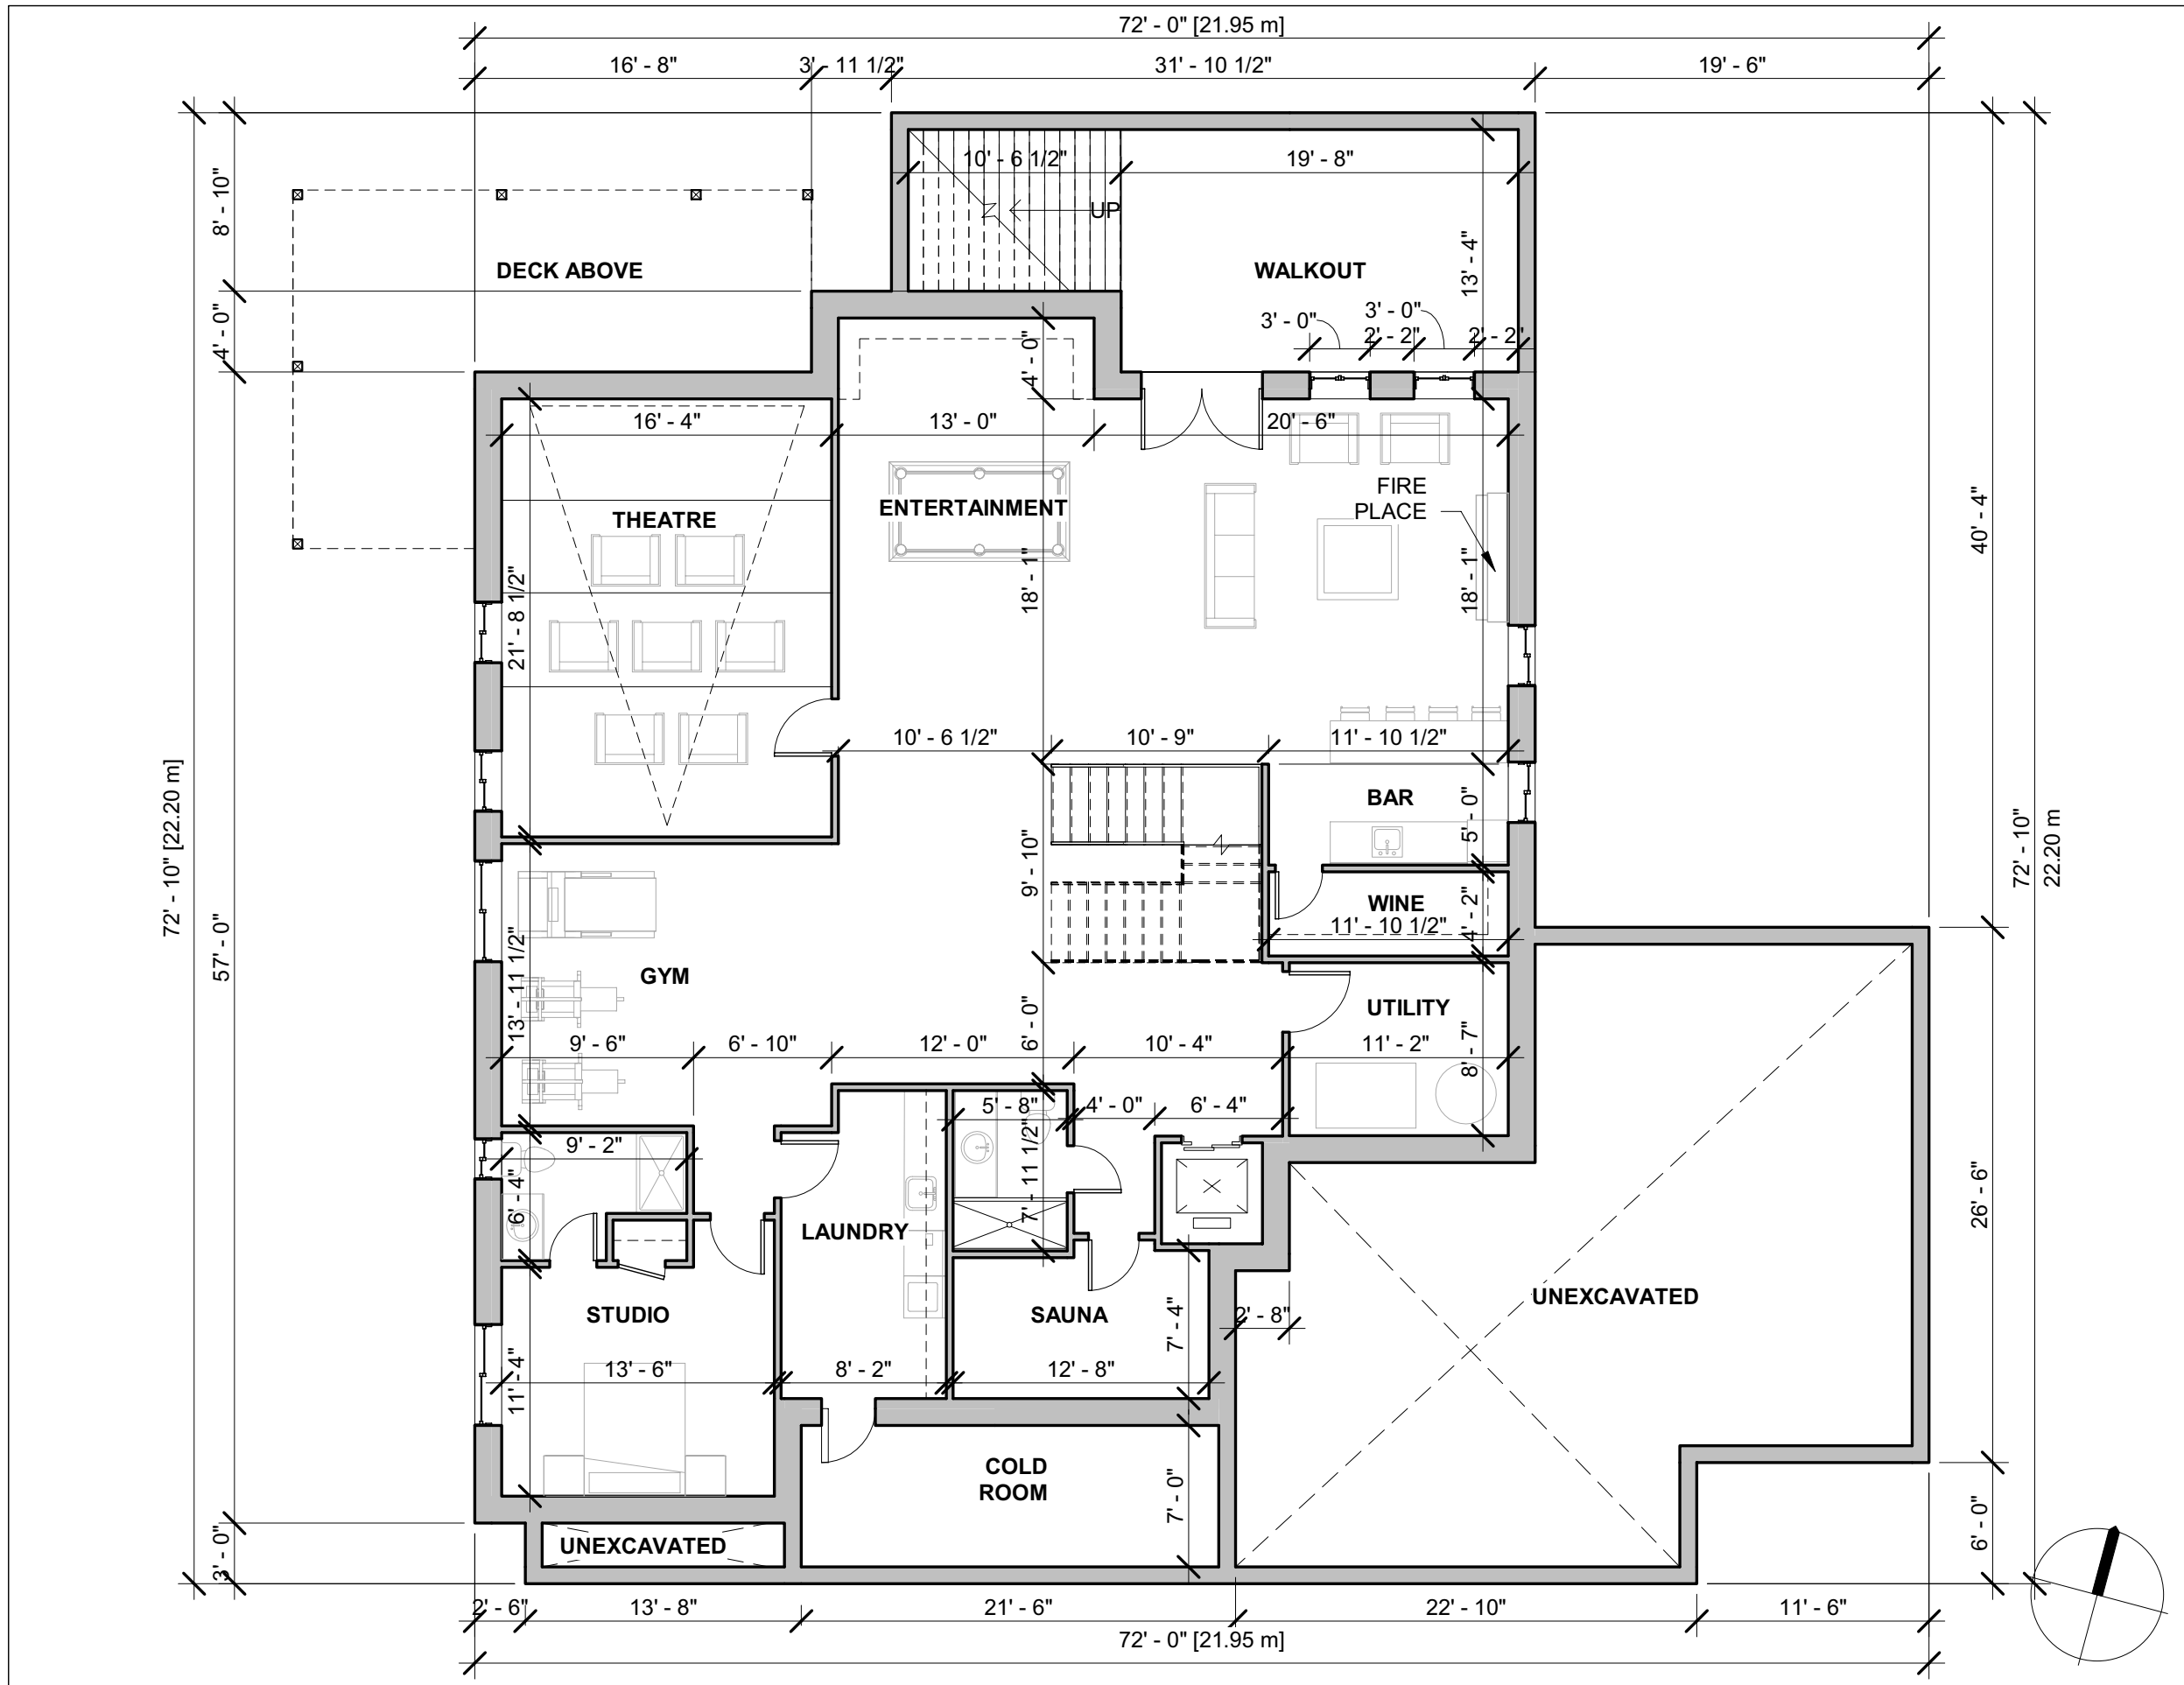 72' - 0" [21.95 m]
16' - 8"
3' - 11 1/2"
31' - 10 1/2"
19' - 6"
10' - 6 1/2"
19' - 8"
8' - 10"
UP
13' - 4"
DECK ABOVE
WALKOUT
4' - 0"
3' - 0"
3' - 0"
2' - 2"
2' - 2"
4' - 0"
16' - 4"
13' - 0"
20' - 6"
FIRE
PLACE
THEATRE
ENTERTAINMENT
40' - 4"
21' - 8 1/2"
18' - 1"
18' - 1"
10' - 6 1/2"
10' - 9"
11' - 10 1/2"
BAR
5' - 0"
72' - 10" [22.20 m]
57' - 0"
9' - 10"
72' - 10"
22.20 m
WINE
11' - 10 1/2"
4' - 2"
GYM
13' - 11 1/2"
UTILITY
6' - 0"
9' - 6"
6' - 10"
12' - 0"
10' - 4"
11' - 2"
8' - 7"
5' - 8"
4' - 0"
6' - 4"
9' - 2"
7' - 11 1/2"
6' - 4"
26' - 6"
LAUNDRY
UNEXCAVATED
STUDIO
SAUNA
7' - 4"
2' - 8"
13' - 6"
8' - 2"
12' - 8"
11' - 4"
COLD
ROOM
7' - 0"
UNEXCAVATED
3' - 0"
6' - 0"
2' - 6"
13' - 8"
21' - 6"
22' - 10"
11' - 6"
72' - 0" [21.95 m]